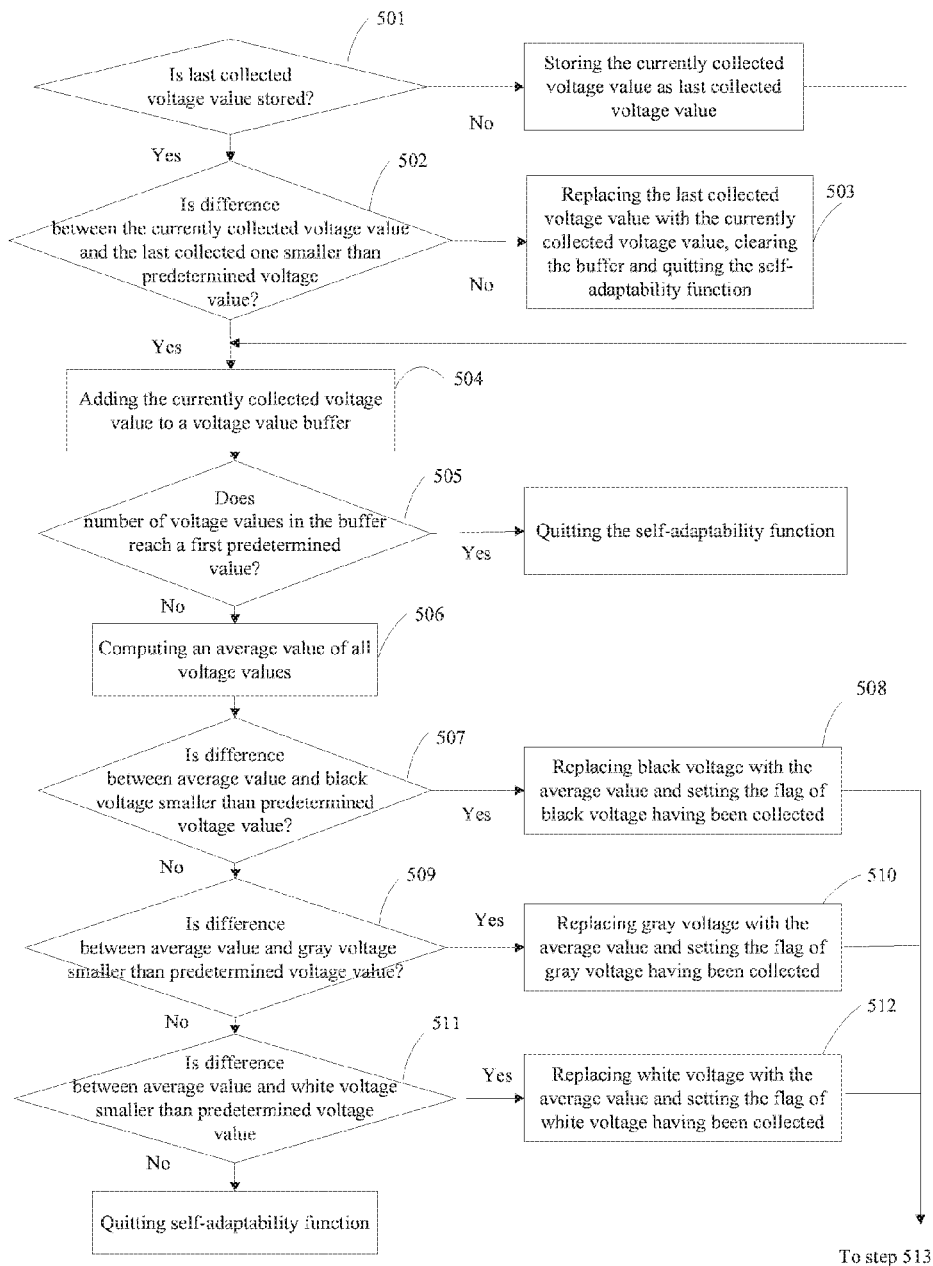 501
Is last collected
voltage value stored?
Storing the currently collected
voltage value as last collected
voltage value
No
Yes
502
Is difference
between the currently collected voltage value
and the last collected one smaller than
predetermined voltage
value?
Replacing the last collected
voltage value with the currently
collected voltage value, clearing
the buffer and quitting the self-
adaptability function
503
No
Yes
504
Adding the currently collected voltage
value to a voltage value buffer
505
Does
number of voltage values in the buffer
reach a first predetermined
value?
Quitting the self-adaptability function
Yes
No
506
Computing an average value of all
voltage values
507
508
Is difference
between average value and black
voltage smaller than predetermined
voltage value?
Replacing black voltage with the
average value and setting the flag of
black voltage having been collected
Yes
No
509
510
Is difference
between average value and gray voltage
smaller than predetermined voltage value?
Yes
Replacing gray voltage with the
average value and setting the flag of
gray voltage having been collected
No
511
512
Is difference
between average value and white voltage
smaller than predetermined voltage
value
Yes
Replacing white voltage with the
average value and setting the flag of
white voltage having been collected
No
Quitting self-adaptability function
To step 513